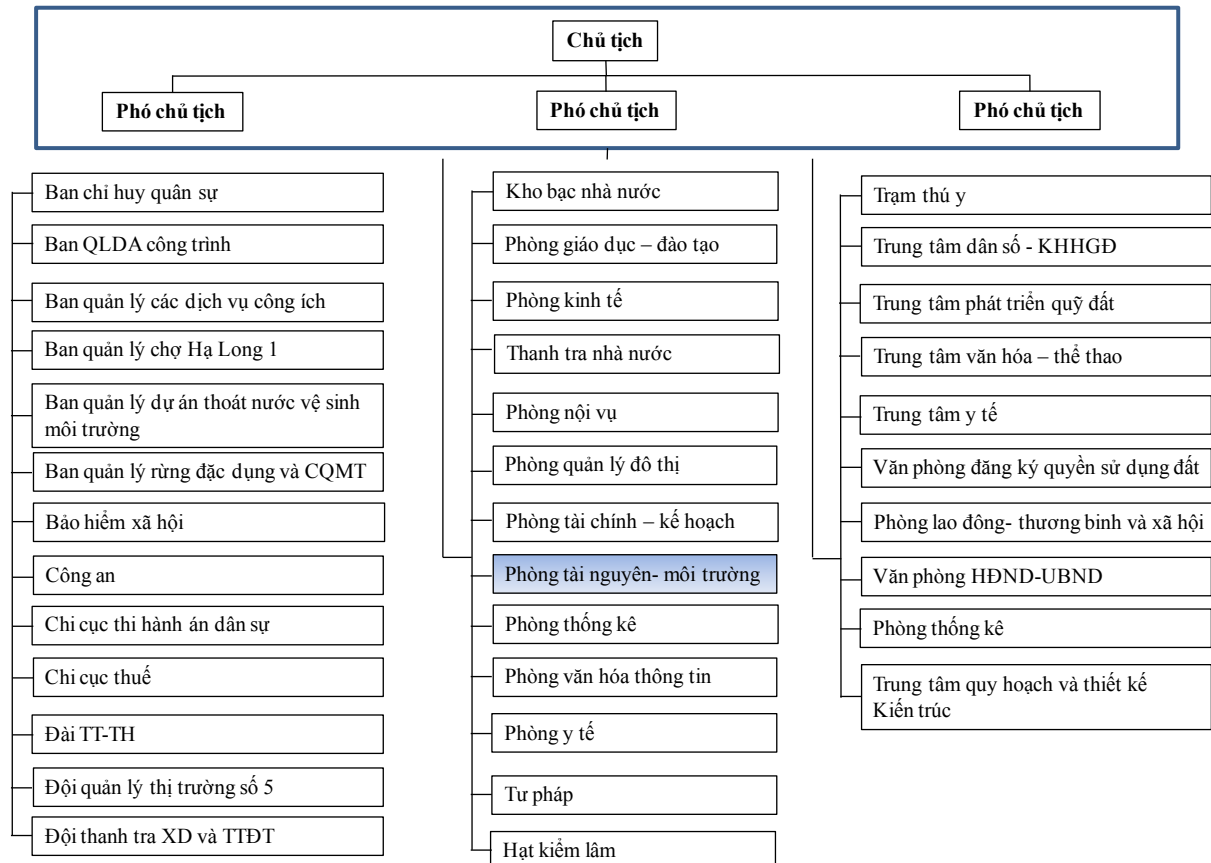 Chủ tịch
Phó chủ tịch
Phó chủ tịch
Phó chủ tịch
Ban chỉ huy quân sự
Ban QLDA công trình
Ban quản lý các dịch vụ công ích
Ban quản lý chợ Hạ Long 1
Ban quản lý dự án thoát nước vệ sinh
môi trường
Ban quản lý rừng đặc dụng và CQMT
Bảo hiểm xã hội
Công an
Chi cục thi hành án dân sự
Chi cục thuế
Đài TT-TH
Đội quản lý thị trường số 5
Đội thanh tra XD và TTĐT
Kho bạc nhà nước
Phòng giáo dục – đào tạo
Phòng kinh tế
Thanh tra nhà nước
Phòng nội vụ
Phòng quản lý đô thị
Phòng tài chính – kế hoạch
Phòng tài nguyên- môi trường
Phòng thống kê
Phòng văn hóa thông tin
Phòng y tế
Tư pháp
Hạt kiểm lâm
Trạm thú y
Trung tâm dân số - KHHGĐ
Trung tâm phát triển quỹ đất
Trung tâm văn hóa – thể thao
Trung tâm y tế
Văn phòng đăng ký quyền sử dụng đất
Phòng lao đông- thương binh và xã hội
Văn phòng HĐND-UBND
Phòng thống kê
Trung tâm quy hoạch và thiết kế
Kiến trúc